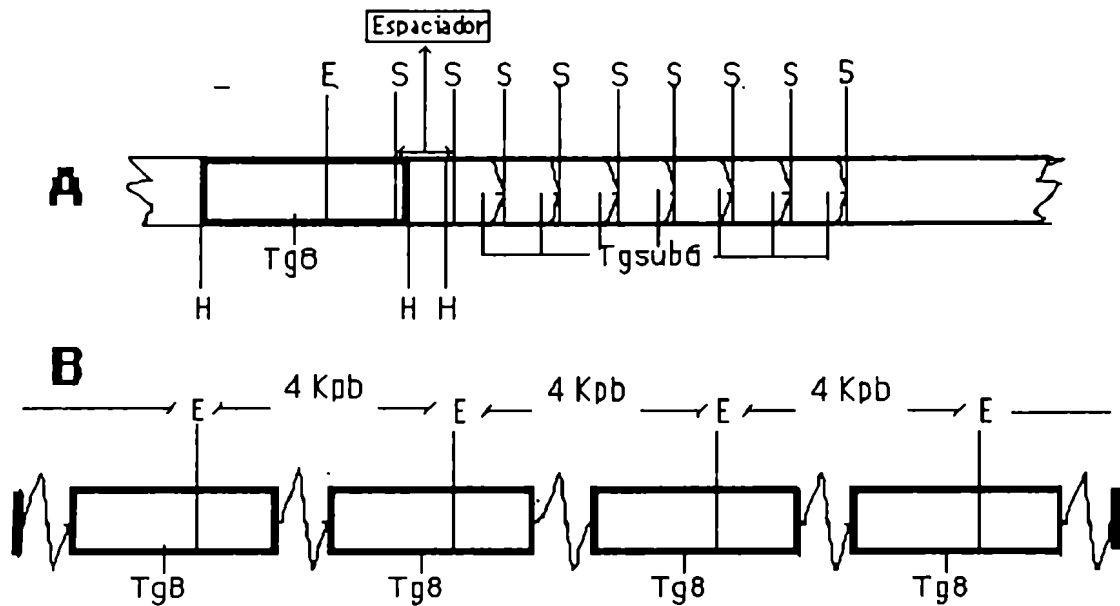 Espaciador
E S S S S S S S S S
A
Tg8 Tgsub6
H H H
B
4 Kpb 4 Kpb 4 Kpb
E E E E
Tg8 Tg8 Tg8 Tg8